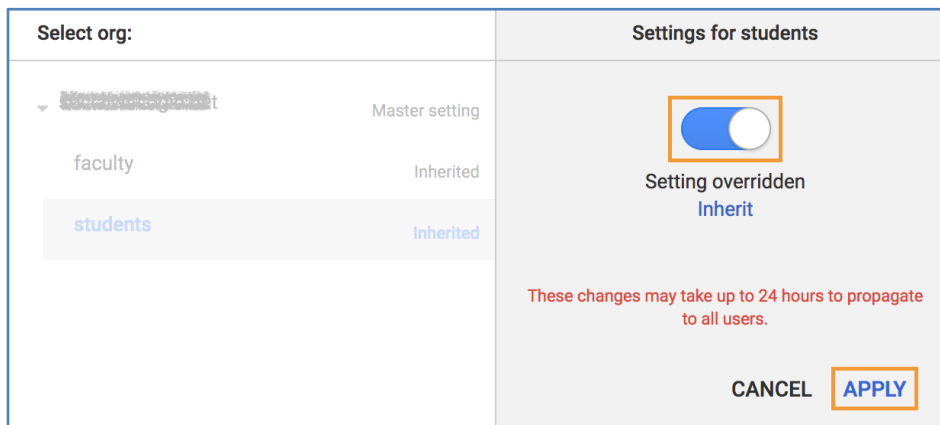 Select org:
Settings for students
Master setting
faculty
Inherited
students
Inherited
Setting overridden
Inherit
These changes may take up to 24 hours to propagate
to all users.
CANCEL
APPLY